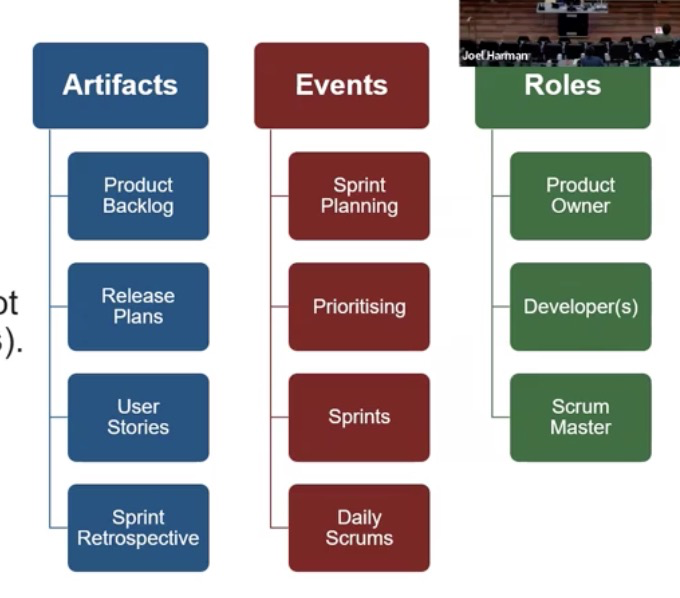 Joel Harman
Artifacts
Product
Backlog
Release
Plans
User
Stories
Sprint
Retrospective
Events
Sprint
Planning
Prioritising
Sprints
Daily
Scrums
Roles
Product
Owner
Developer(s)
Scrum
Master
ot
s).